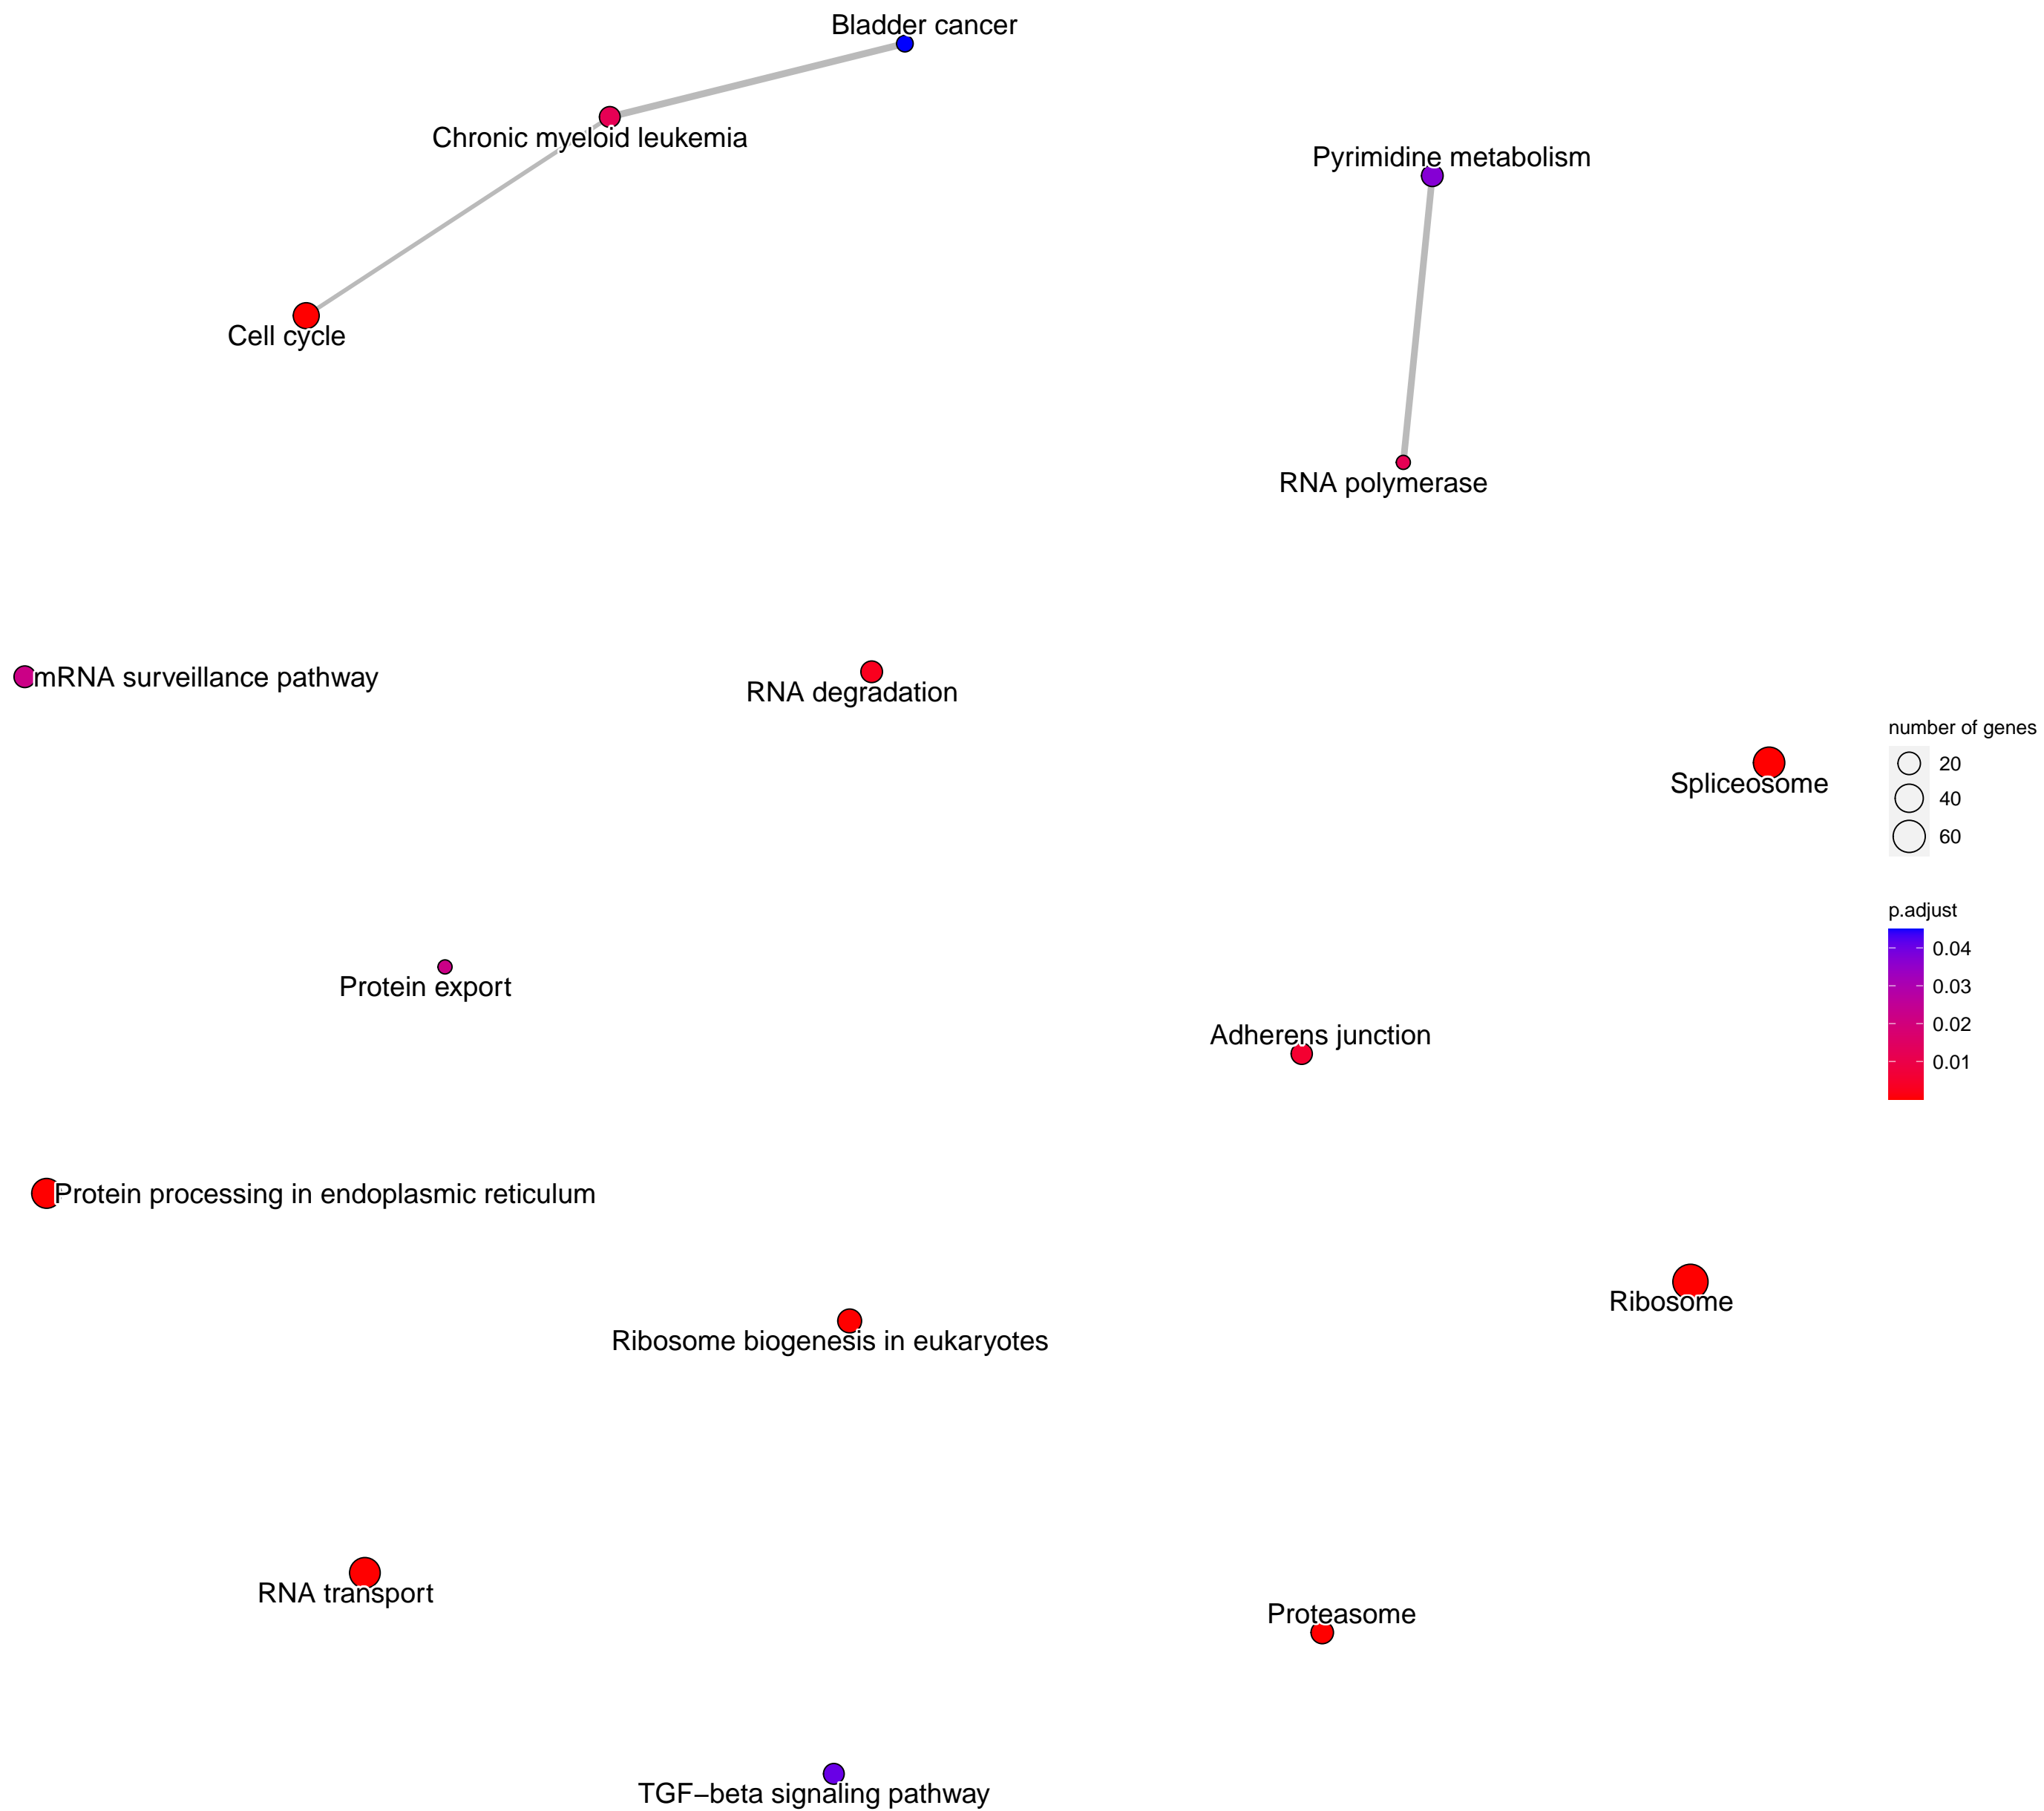 Bladder cancer
Chronic myeloid leukemia
Pyrimidine metabolism
Cell cycle
RNA polymerase
mRNA surveillance pathway
RNA degradation
Spliceosome
number of genes
20
40
60
p.adjust
0.04
0.03
0.02
0.01
Protein export
Adherens junction
Protein processing in endoplasmic reticulum
Ribosome
Ribosome biogenesis in eukaryotes
RNA transport
Proteasome
TGF−beta signaling pathway